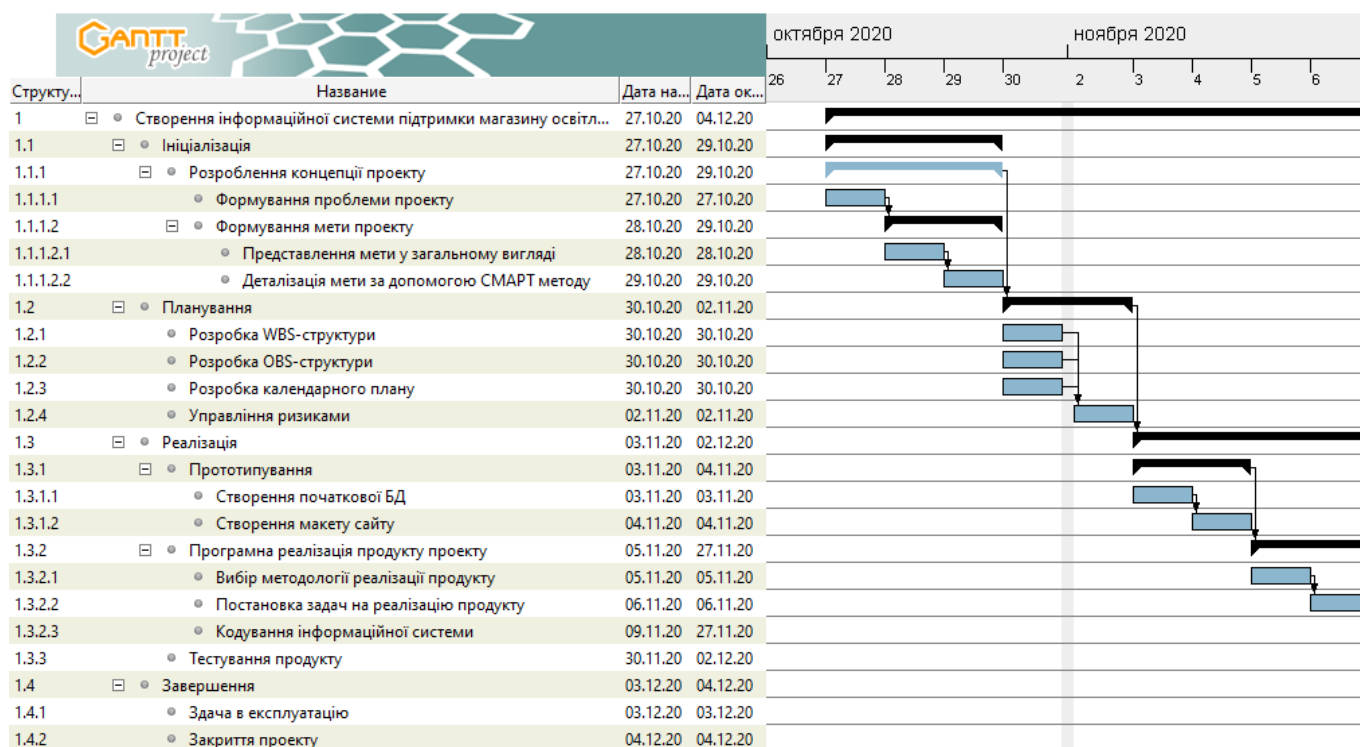 GANTT
project
октября 2020 ноября 2020
26 27 28 29 30 2 3 4 5 6
Структу... Название Дата на... Дата ок...
1 Створення інформаційної системи підтримки магазину освітл... 27.10.20 04.12.20
1.1 Ініціалізація 27.10.20 29.10.20
1.1.1 Розроблення концепції проекту 27.10.20 29.10.20
1.1.1.1 Формування проблеми проекту 27.10.20 27.10.20
1.1.1.2 Формування мети проекту 28.10.20 29.10.20
1.1.1.2.1 Представлення мети у загальному вигляді 28.10.20 28.10.20
1.1.1.2.2 Деталізація мети за допомогою СМАРТ методу 29.10.20 29.10.20
1.2 Планування 30.10.20 02.11.20
1.2.1 Розробка WBS-структури 30.10.20 30.10.20
1.2.2 Розробка OBS-структури 30.10.20 30.10.20
1.2.3 Розробка календарного плану 30.10.20 30.10.20
1.2.4 Управління ризиками 02.11.20 02.11.20
1.3 Реалізація 03.11.20 02.12.20
1.3.1 Прототипування 03.11.20 04.11.20
1.3.1.1 Створення початкової БД 03.11.20 03.11.20
1.3.1.2 Створення макету сайту 04.11.20 04.11.20
1.3.2 Програмна реалізація продукту проекту 05.11.20 27.11.20
1.3.2.1 Вибір методології реалізації продукту 05.11.20 05.11.20
1.3.2.2 Постановка задач на реалізацію продукту 06.11.20 06.11.20
1.3.2.3 Кодування інформаційної системи 09.11.20 27.11.20
1.3.3 Тестування продукту 30.11.20 02.12.20
1.4 Завершення 03.12.20 04.12.20
1.4.1 Здача в експлуатацію 03.12.20 03.12.20
1.4.2 Закриття проекту 04.12.20 04.12.20